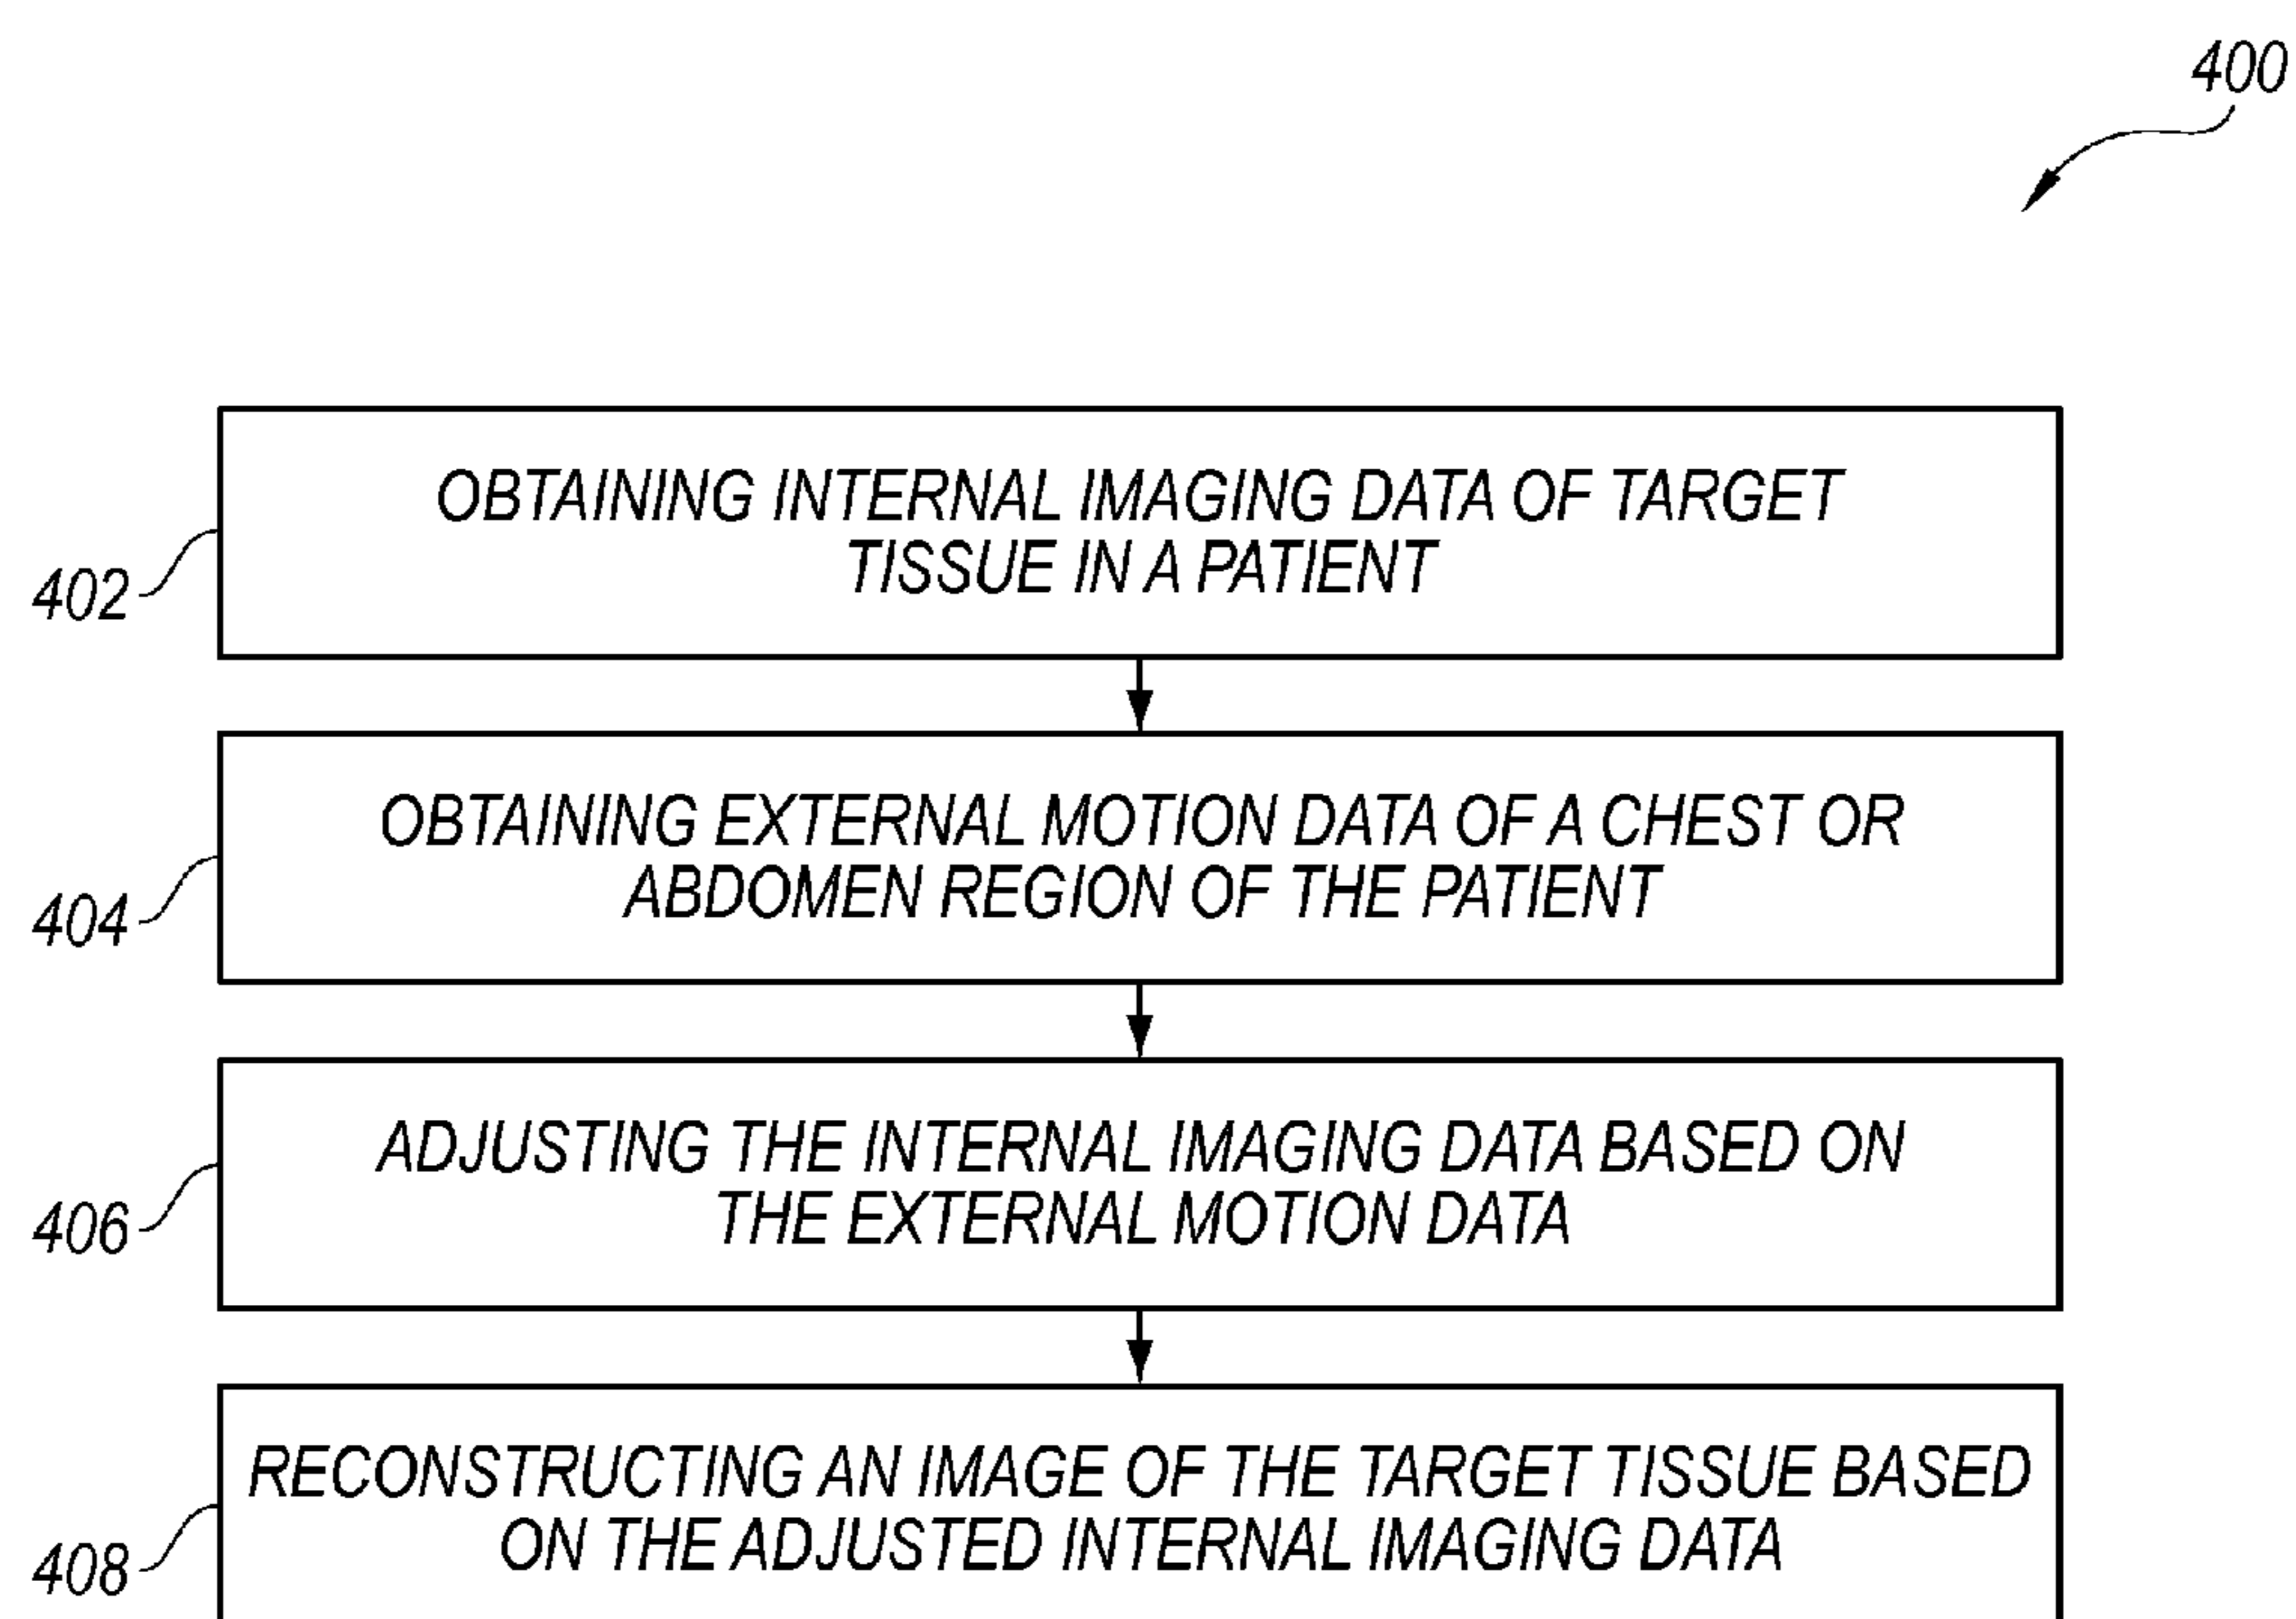 400
OBTAINING INTERNAL IMAGING DATA OF TARGET
TISSUE IN A PATIENT
402
OBTAINING EXTERNAL MOTION DATA OF A CHEST OR
ABDOMEN REGION OF THE PATIENT
404
ADJUSTING THE INTERNAL IMAGING DATA BASED ON
THE EXTERNAL MOTION DATA
406
RECONSTRUCTING AN IMAGE OF THE TARGET TISSUE BASED
ON THE ADJUSTED INTERNAL IMAGING DATA
408